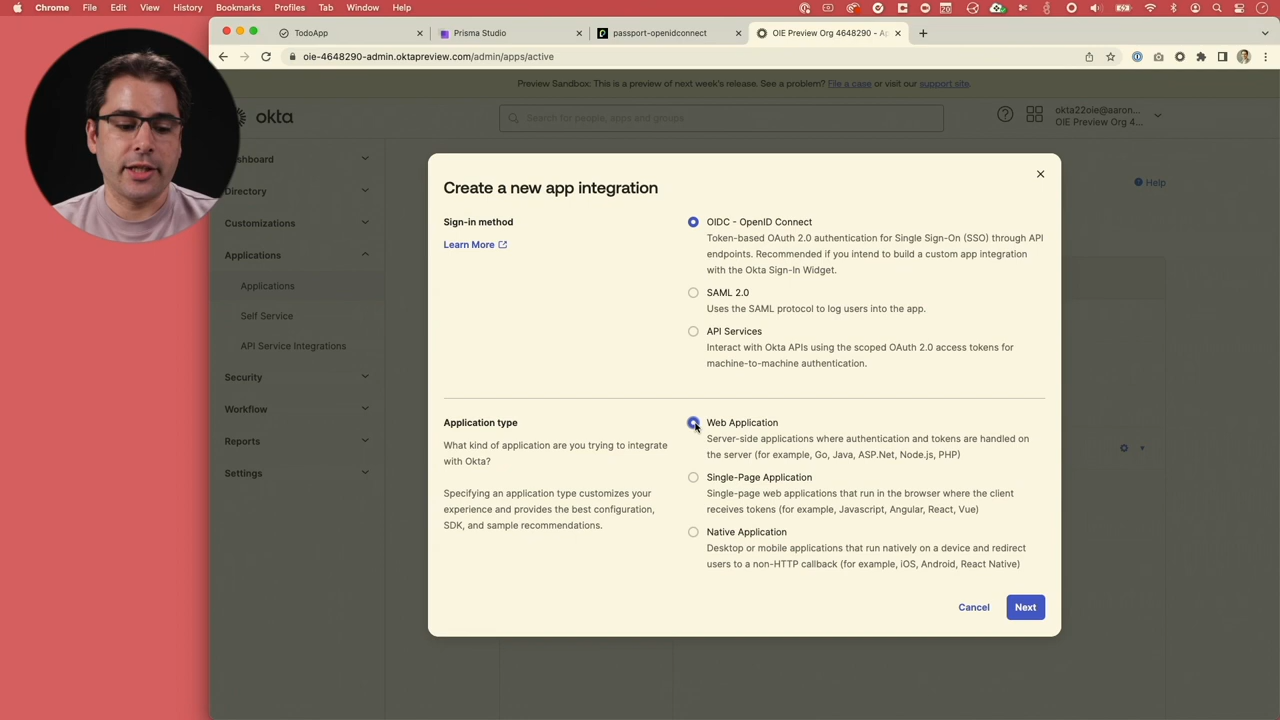 Chrome File Edit View History Bookmarks Profiles Tab Window Help
TodoApp
Prisma Studio
passport-openidconnect
OIE Preview Org 4648290 - Ap
oie-4648290-admin.oktapreview.com/admin/apps/active
Preview Sandbox: This is a preview of next week's release. See a problem? File a case or visit our support site.
okta
Search for people, apps and groups
okta22oie@aaron...
OIE Preview Org 4...
shboard
Directory
Customizations
Applications
Applications
Self Service
API Service Integrations
Security
Workflow
Reports
Settings
Help
Create a new app integration
Sign-in method
Learn More
OIDC - OpenID Connect
Token-based OAuth 2.0 authentication for Single Sign-On (SSO) through API
endpoints. Recommended if you intend to build a custom app integration
with the Okta Sign-In Widget.
SAML 2.0
Uses the SAML protocol to log users into the app.
API Services
Interact with Okta APIs using the scoped OAuth 2.0 access tokens for
machine-to-machine authentication.
Application type
What kind of application are you trying to integrate
with Okta?
Specifying an application type customizes your
experience and provides the best configuration,
SDK, and sample recommendations.
Web Application
Server-side applications where authentication and tokens are handled on
the server (for example, Go, Java, ASP.Net, Node.js, PHP)
Single-Page Application
Single-page web applications that run in the browser where the client
receives tokens (for example, Javascript, Angular, React, Vue)
Native Application
Desktop or mobile applications that run natively on a device and redirect
users to a non-HTTP callback (for example, iOS, Android, React Native)
Cancel
Next